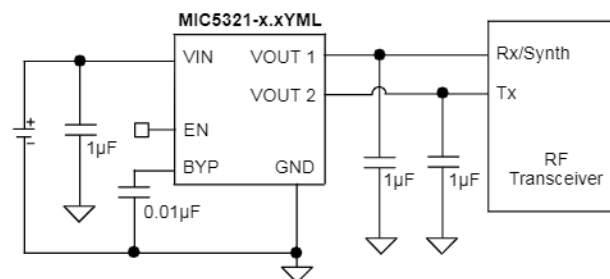 MIC5321-x.xYML
VIN
VOUT 1
VOUT 2
EN
BYP
GND
Rx/Synth
Tx
RF
Transceiver
+
-
1µF
0.01µF
1µF
1µF